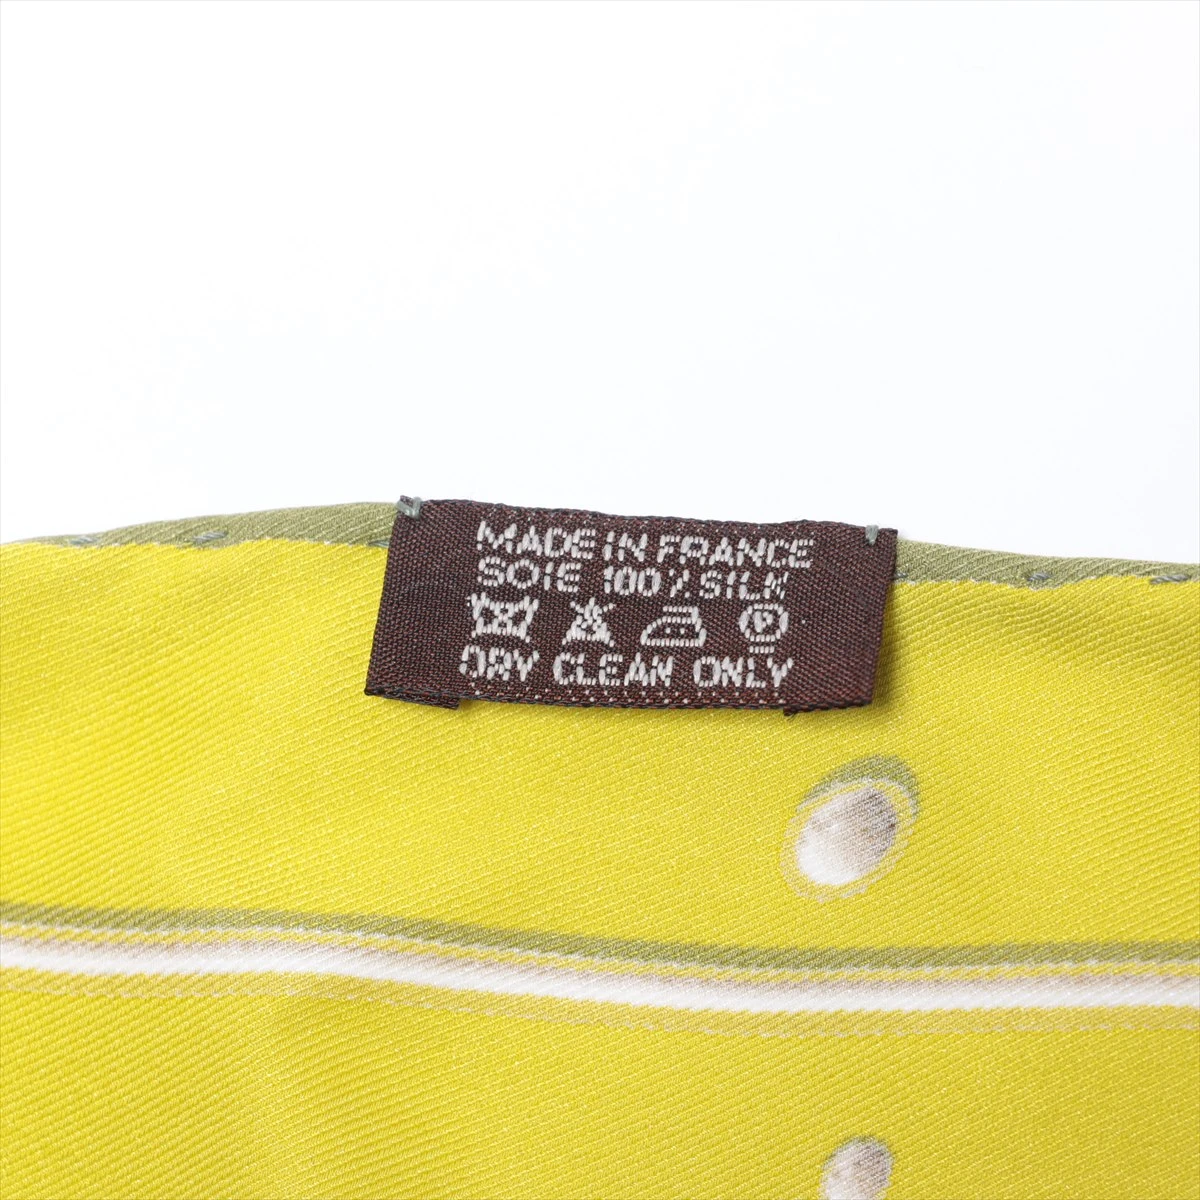 MADE IN FRANCE
SOIE 100% SILK
P
DRY CLEAN ONLY